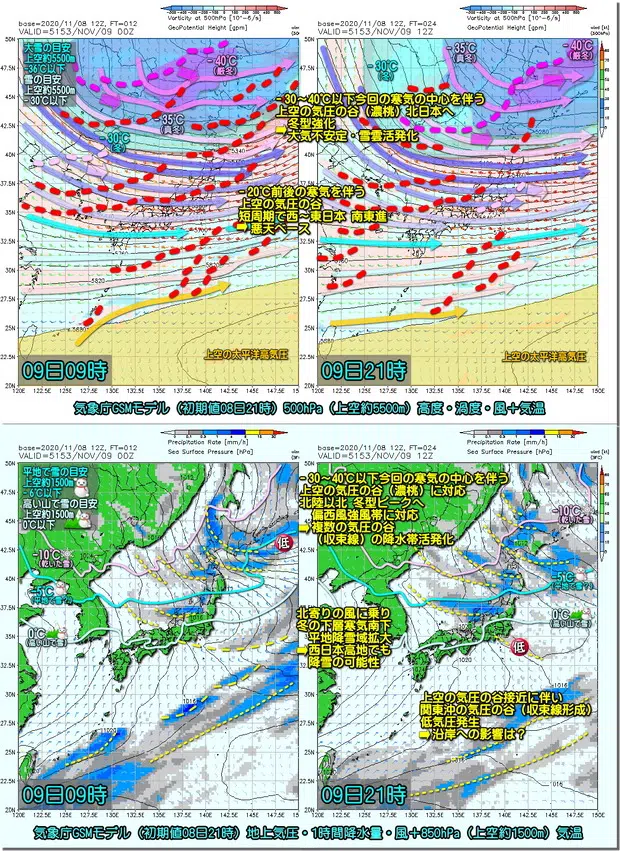 base=2020/11/08 12Z, FT=012
VALID=5153/NOV/09 00Z
Vorticity at 500hPa [10^-6/s]
GeoPotential Height [gpm]
base=2020/11/08 12Z, FT=024
VALID=5153/NOV/09 12Z
Vorticity at 500hPa [10^-6/s]
GeoPotential Height [gpm]
大雪の目安
上空約5500m
-36℃以下
雪の目安
上空約5500m
-30℃以下
-40℃
(厳冬)
-35℃
(真冬)
-30℃
(冬)
-35℃
(真冬)
-40℃
(厳冬)
-30℃
(冬)
-30~40℃以下今回の寒気の中心を伴う
上空の気圧の谷(濃桃)北日本へ
冬型強化
➡大気不安定・雪雲活発化
-20℃前後の寒気を伴う
上空の気圧の谷
短周期で西~東日本 南東進
➡悪天ベース
上空の太平洋高気圧
上空の太平洋高気圧
09日09時
09日21時
気象庁GSMモデル(初期値08日21時)500hPa(上空約5500m)高度・渦度・風+気温
base=2020/11/08 12Z, FT=012
VALID=5153/NOV/09 00Z
Precipitation Rate [mm/h]
Sea Surface Pressure [hPa]
base=2020/11/08 12Z, FT=024
VALID=5153/NOV/09 12Z
Precipitation Rate [mm/h]
Sea Surface Pressure [hPa]
平地で雪の目安
上空約1500m
-6℃以下
高い山で雪の目安
上空約1500m
0℃以下
-10℃
(乾いた雪)
-5℃
(平地で雪?)
0℃
(高い山で雪)
低
-30~40℃以下今回の寒気の中心を伴う
上空の気圧の谷(濃桃)に対応
北陸以北 冬型ピークへ
偏西風強風帯に対応
➡複数の気圧の谷
(収束線)の降水帯活発化
-10℃
(乾いた雪)
-5℃
(平地で雪?)
0℃
(高い山で雪)
低
北寄りの風に乗り
冬の下層寒気南下
平地降雪域拡大
➡西日本高地でも
降雪の可能性
上空の気圧の谷接近に伴い
関東沖の気圧の谷(収束線形成)
低気圧発生
➡沿岸への影響は?
09日09時
09日21時
気象庁GSMモデル(初期値08日21時)地上気圧・1時間降水量・風+850hPa(上空約1500m)気温